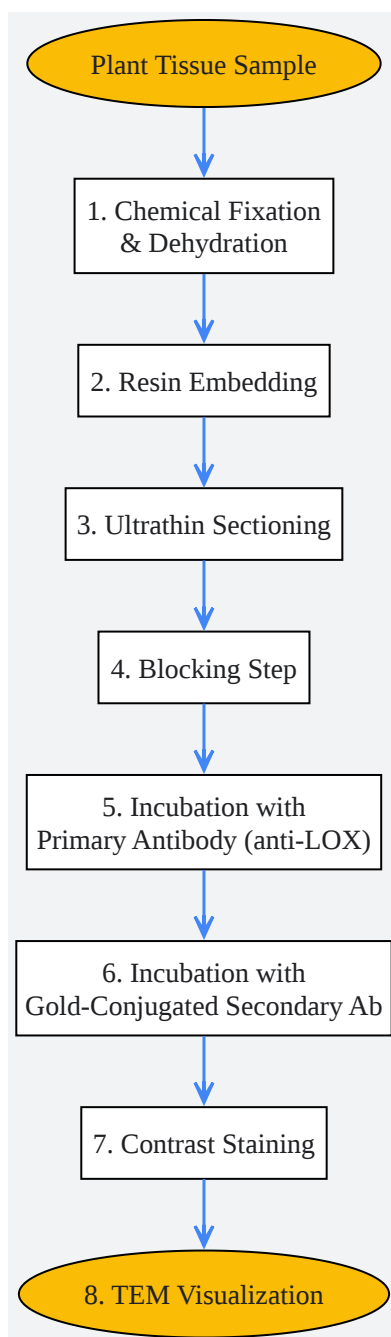 Plant Tissue Sample
1. Chemical Fixation
& Dehydration
2. Resin Embedding
3. Ultrathin Sectioning
4. Blocking Step
5. Incubation with
Primary Antibody (anti-LOX)
6. Incubation with
Gold-Conjugated Secondary Ab
7. Contrast Staining
8. TEM Visualization